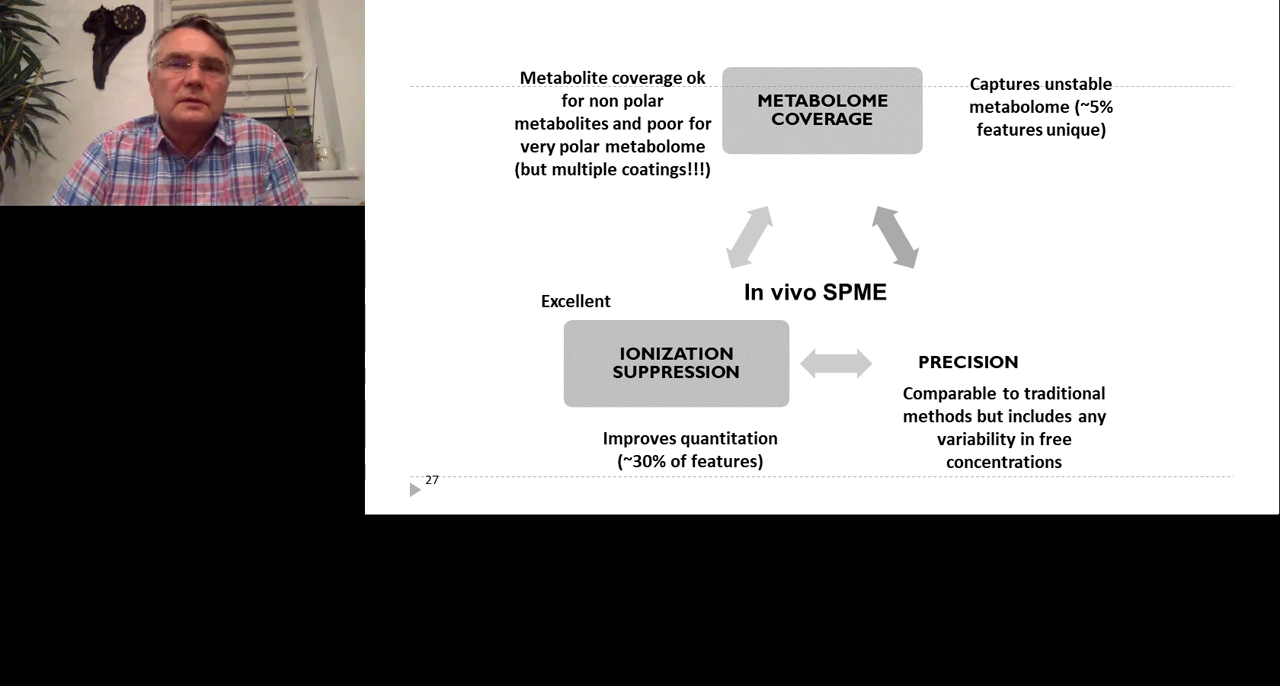 Metabolite coverage ok
for non polar
metabolites and poor for
very polar metabolome
(but multiple coatings!!!)
METABOLOME
COVERAGE
Captures unstable
metabolome (~5%
features unique)
In vivo SPME
Excellent
IONIZATION
SUPPRESSION
Improves quantitation
(~30% of features)
PRECISION
Comparable to traditional
methods but includes any
variability in free
concentrations
27